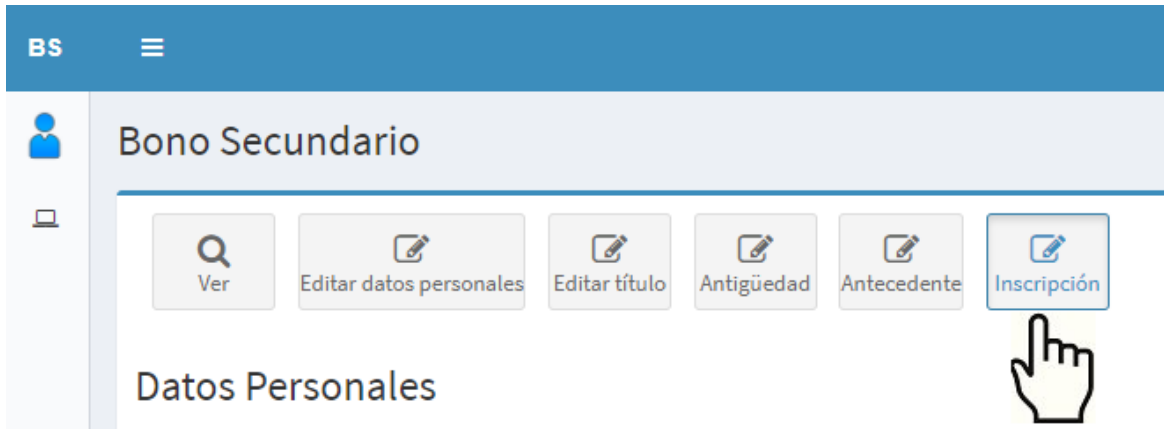 BS
Bono Secundario
Ver Editar datos personales Editar título Antigüedad Antecedente Inscripción
Datos Personales